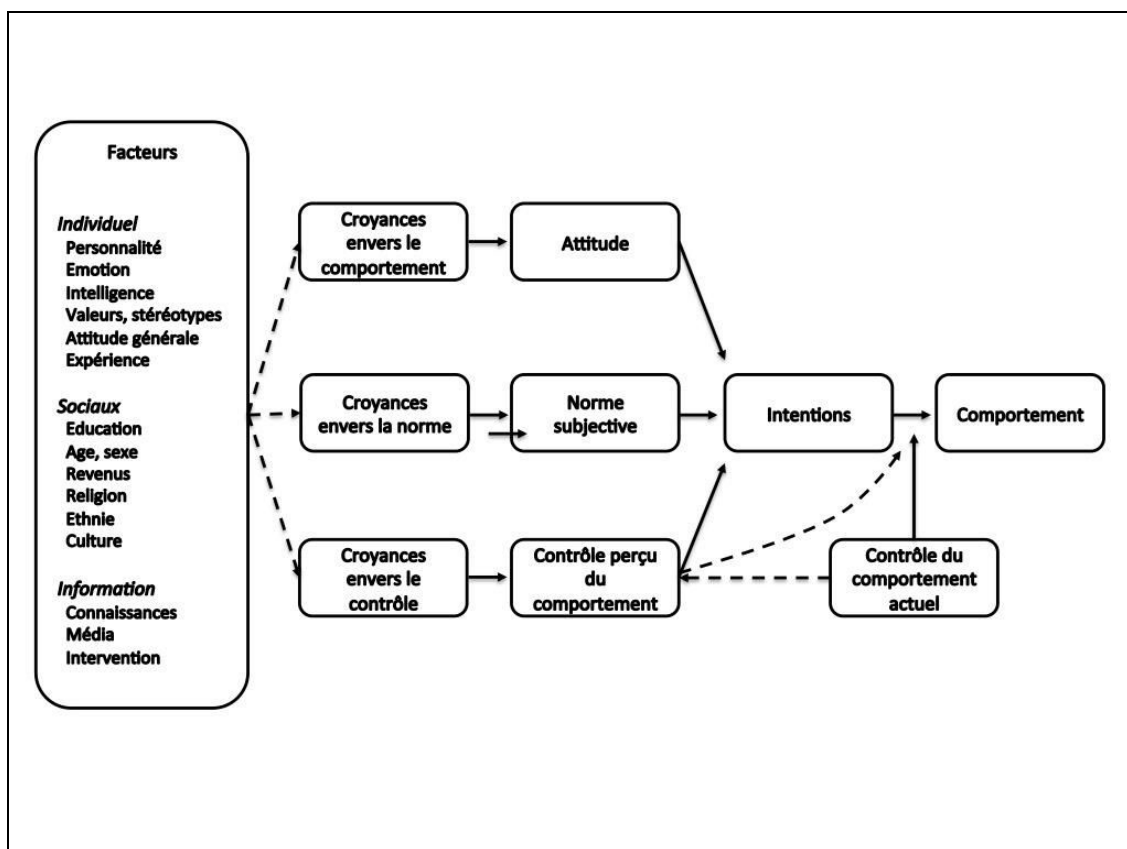 Facteurs
Individuel
Personnalité
Emotion
Intelligence
Valeurs, stéréotypes
Attitude générale
Expérience
Sociaux
Education
Age, sexe
Revenus
Religion
Ethnie
Culture
Information
Connaissances
Média
Intervention
Croyances
envers le
comportement
Attitude
Croyances
envers la norme
Norme
subjective
Intentions
Comportement
Croyances
envers le
contrôle
Contrôle perçu
du
comportement
Contrôle du
comportement
actuel